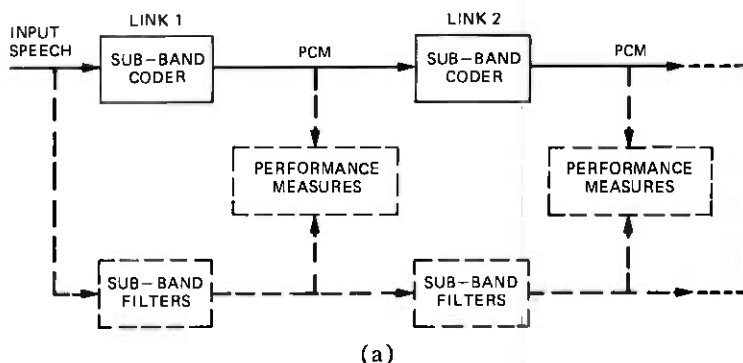 LINK 1
LINK 2
INPUT
SPEECH
SUB-BAND
CODER
PCM
SUB-BAND
CODER
PCM
PERFORMANCE
MEASURES
PERFORMANCE
MEASURES
SUB-BAND
FILTERS
SUB-BAND
FILTERS
(a)